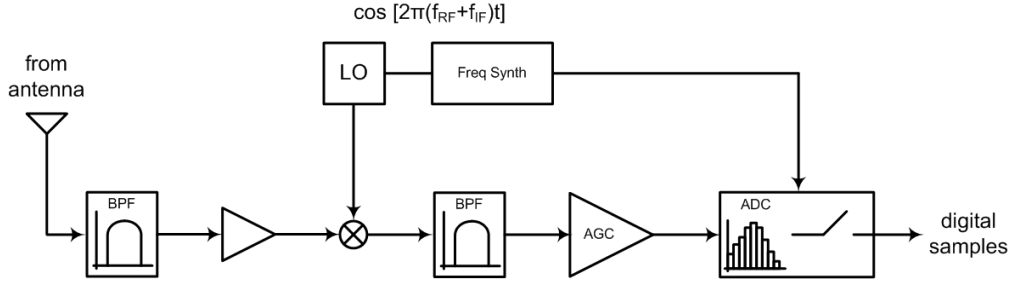 cos [2π(f_RF+f_IF)t]
from
antenna
LO
Freq Synth
BPF
BPF
AGC
ADC
digital
samples